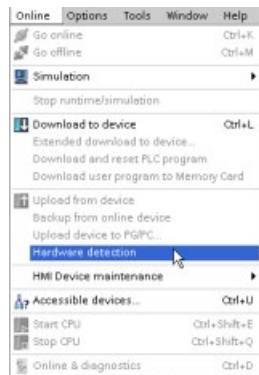 Online Options Tools Window Help
Go online Ctrl+K
Go offline Ctrl+M
Simulation
Stop runtime/simulation
Download to device Ctrl+L
Extended download to device...
Download and reset PLC program
Download user program to Memory Card
Upload from device
Backup from online device
Upload device to PG/PC...
Hardware detection
HMI Device maintenance
Accessible devices... Ctrl+U
Start CPU Ctrl+Shift+E
Stop CPU Ctrl+Shift+Q
Online & diagnostics Ctrl+D